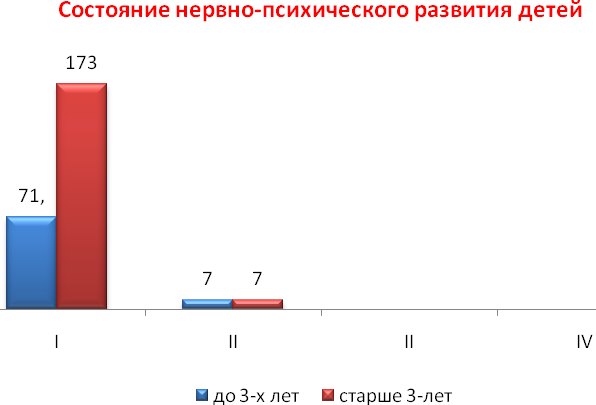 Состояние нервно-психического развития детей
173
71,
7 7
I II II IV
до 3-х лет старше 3-лет